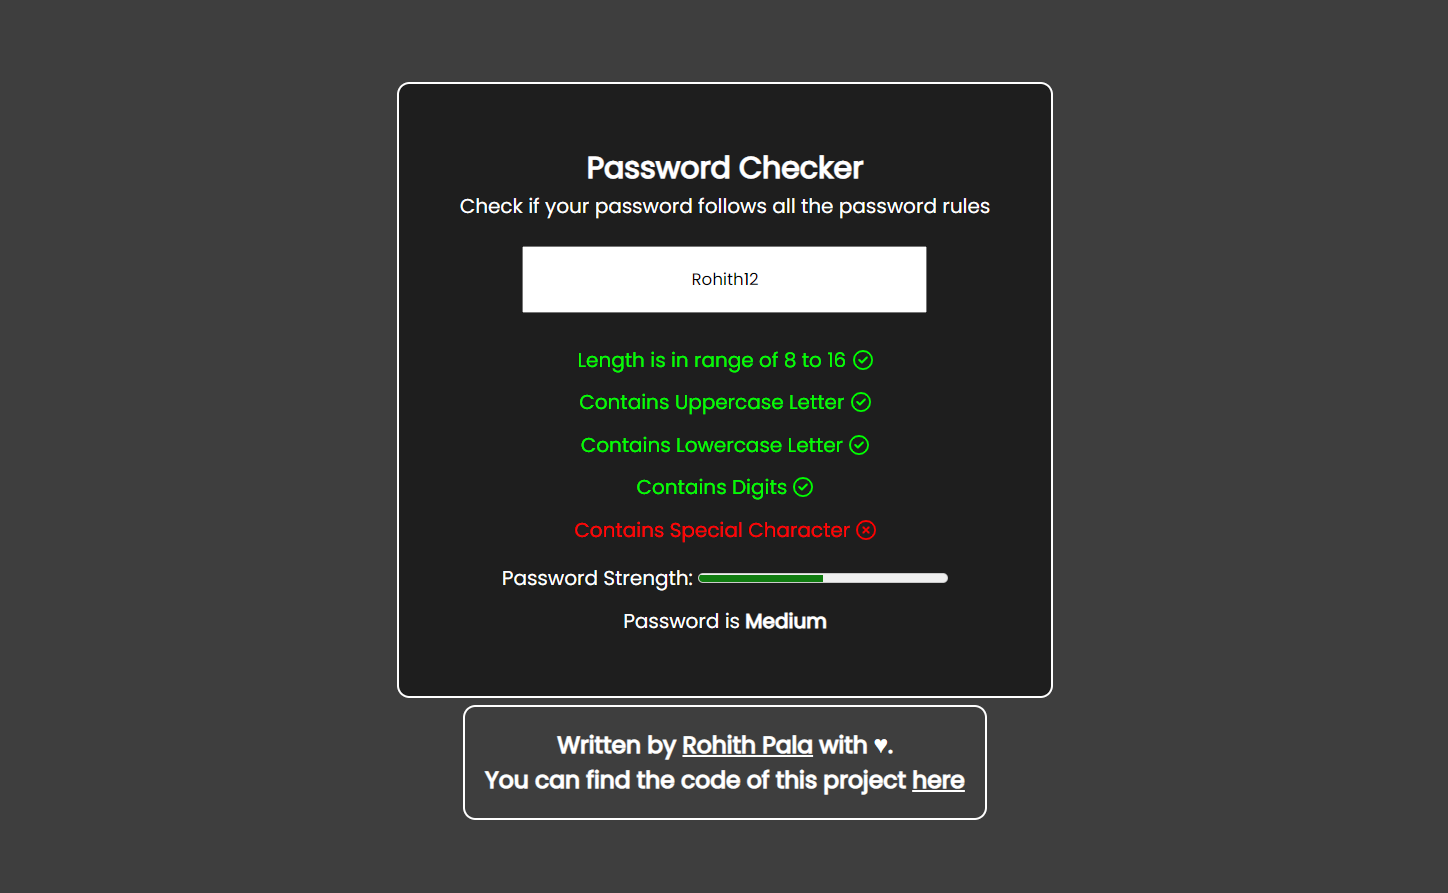 Password Checker
Check if your password follows all the password rules
Rohith12
Length is in range of 8 to 16
Contains Uppercase Letter
Contains Lowercase Letter
Contains Digits
Contains Special Character
Password Strength:
Password is Medium
Written by Rohith Pala with ♥.
You can find the code of this project here